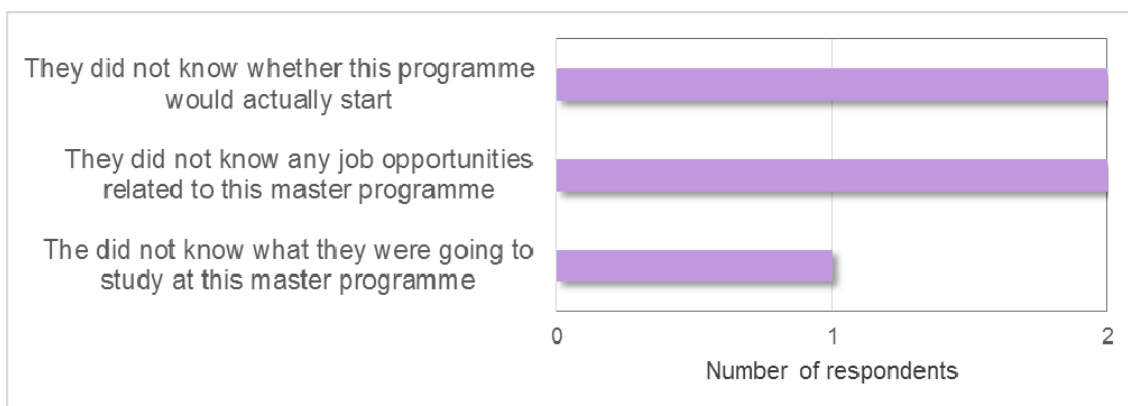 They did not know whether this programme
would actually start
They did not know any job opportunities
related to this master programme
The did not know what they were going to
study at this master programme
0 1 2
Number of respondents